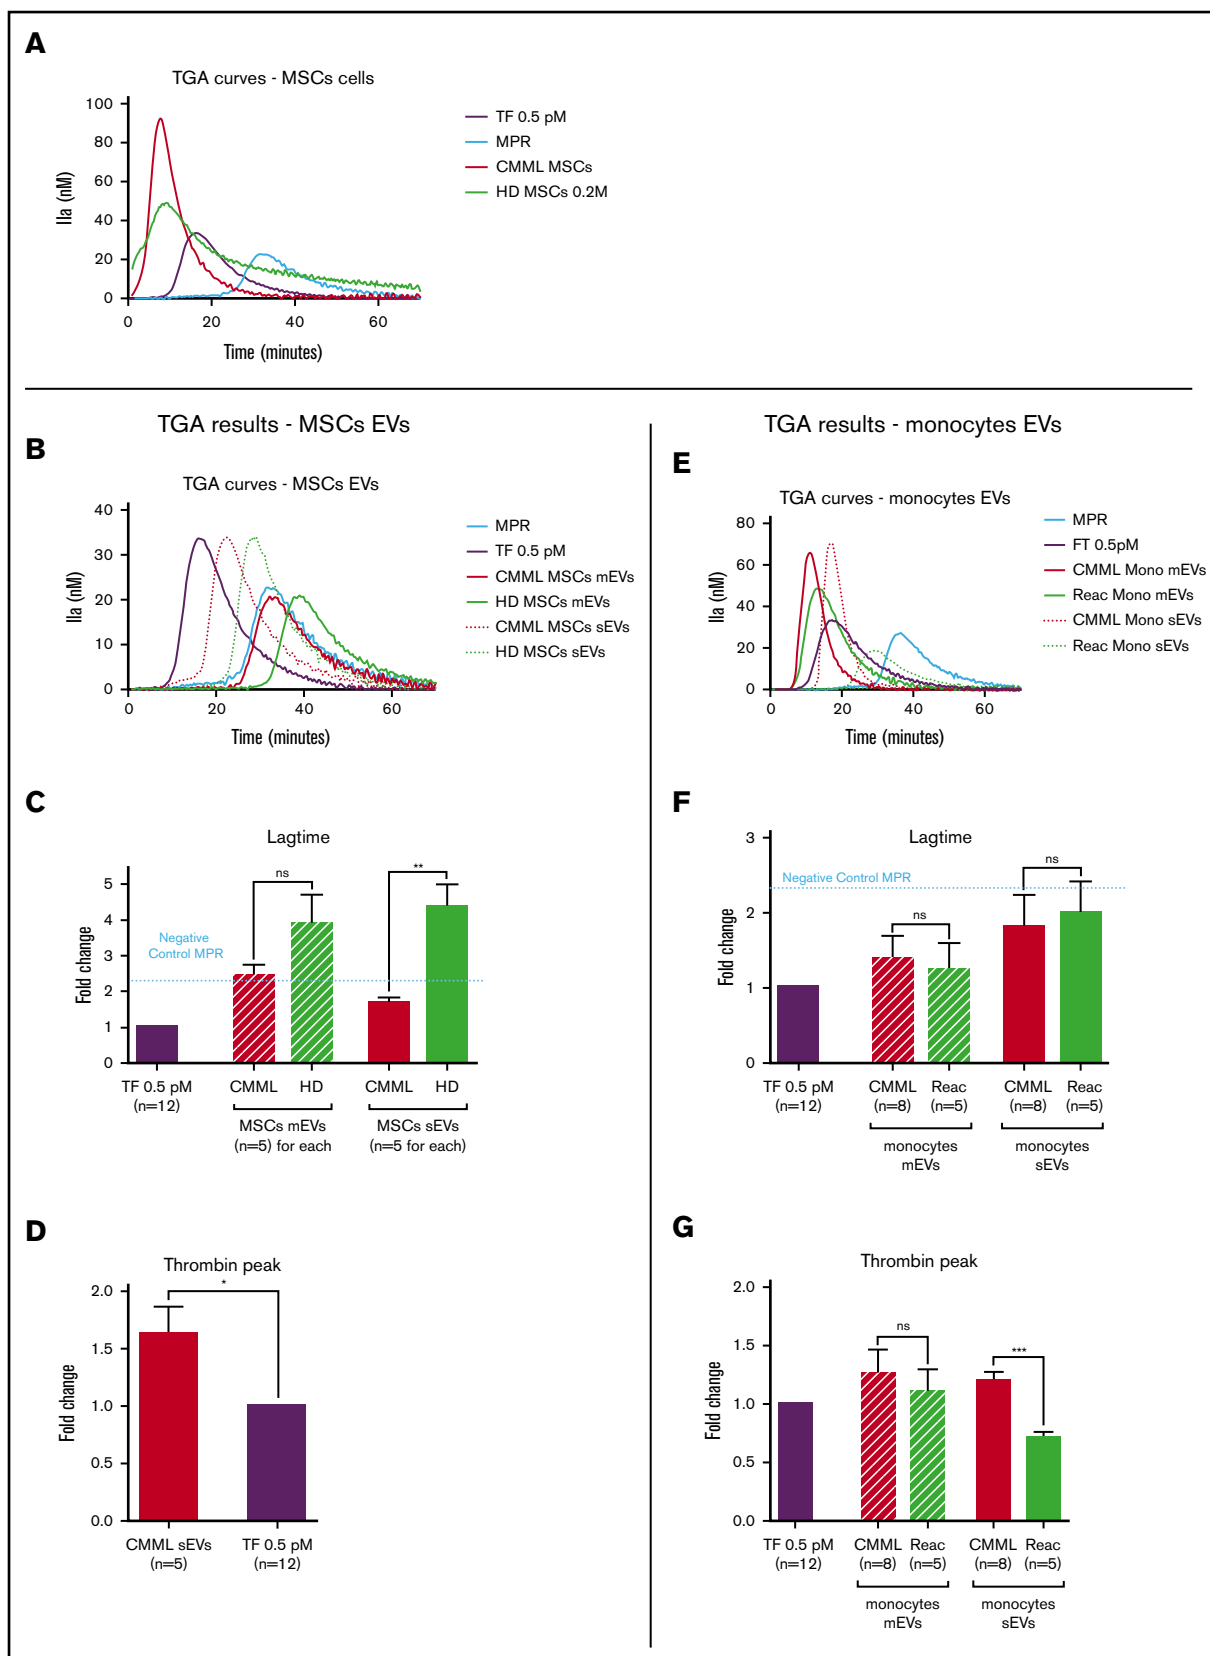 A
TGA curves - MSCs cells
IIa (nM)
100
80
60
40
20
0
0
20
40
60
Time (minutes)
TF 0.5 pM
MPR
CMML MSCs
HD MSCs 0.2M
TGA results - MSCs EVs
B
TGA curves - MSCs EVs
IIa (nM)
40
30
20
10
0
0
20
40
60
Time (minutes)
MPR
TF 0.5 pM
CMML MSCs mEVs
HD MSCs mEVs
CMML MSCs sEVs
HD MSCs sEVs
C
Lagtime
Fold change
5
4
3
2
1
0
Negative
Control MPR
ns
**
TF 0.5 pM
(n=12)
CMML
HD
CMML
HD
MSCs mEVs
(n=5) for each
MSCs sEVs
(n=5 for each)
D
Thrombin peak
Fold change
2.0
1.5
1.0
0.5
0.0
*
CMML sEVs
(n=5)
TF 0.5 pM
(n=12)
TGA results - monocytes EVs
E
TGA curves - monocytes EVs
IIa (nM)
80
60
40
20
0
0
20
40
60
Time (minutes)
MPR
FT 0.5pM
CMML Mono mEVs
Reac Mono mEVs
CMML Mono sEVs
Reac Mono sEVs
F
Lagtime
Fold change
3
2
1
0
Negative Control MPR
ns
ns
TF 0.5 pM
(n=12)
CMML
(n=8)
Reac
(n=5)
CMML
(n=8)
Reac
(n=5)
monocytes
mEVs
monocytes
sEVs
G
Thrombin peak
Fold change
2.0
1.5
1.0
0.5
0.0
ns
***
TF 0.5 pM
(n=12)
CMML
(n=8)
Reac
(n=5)
CMML
(n=8)
Reac
(n=5)
monocytes
mEVs
monocytes
sEVs